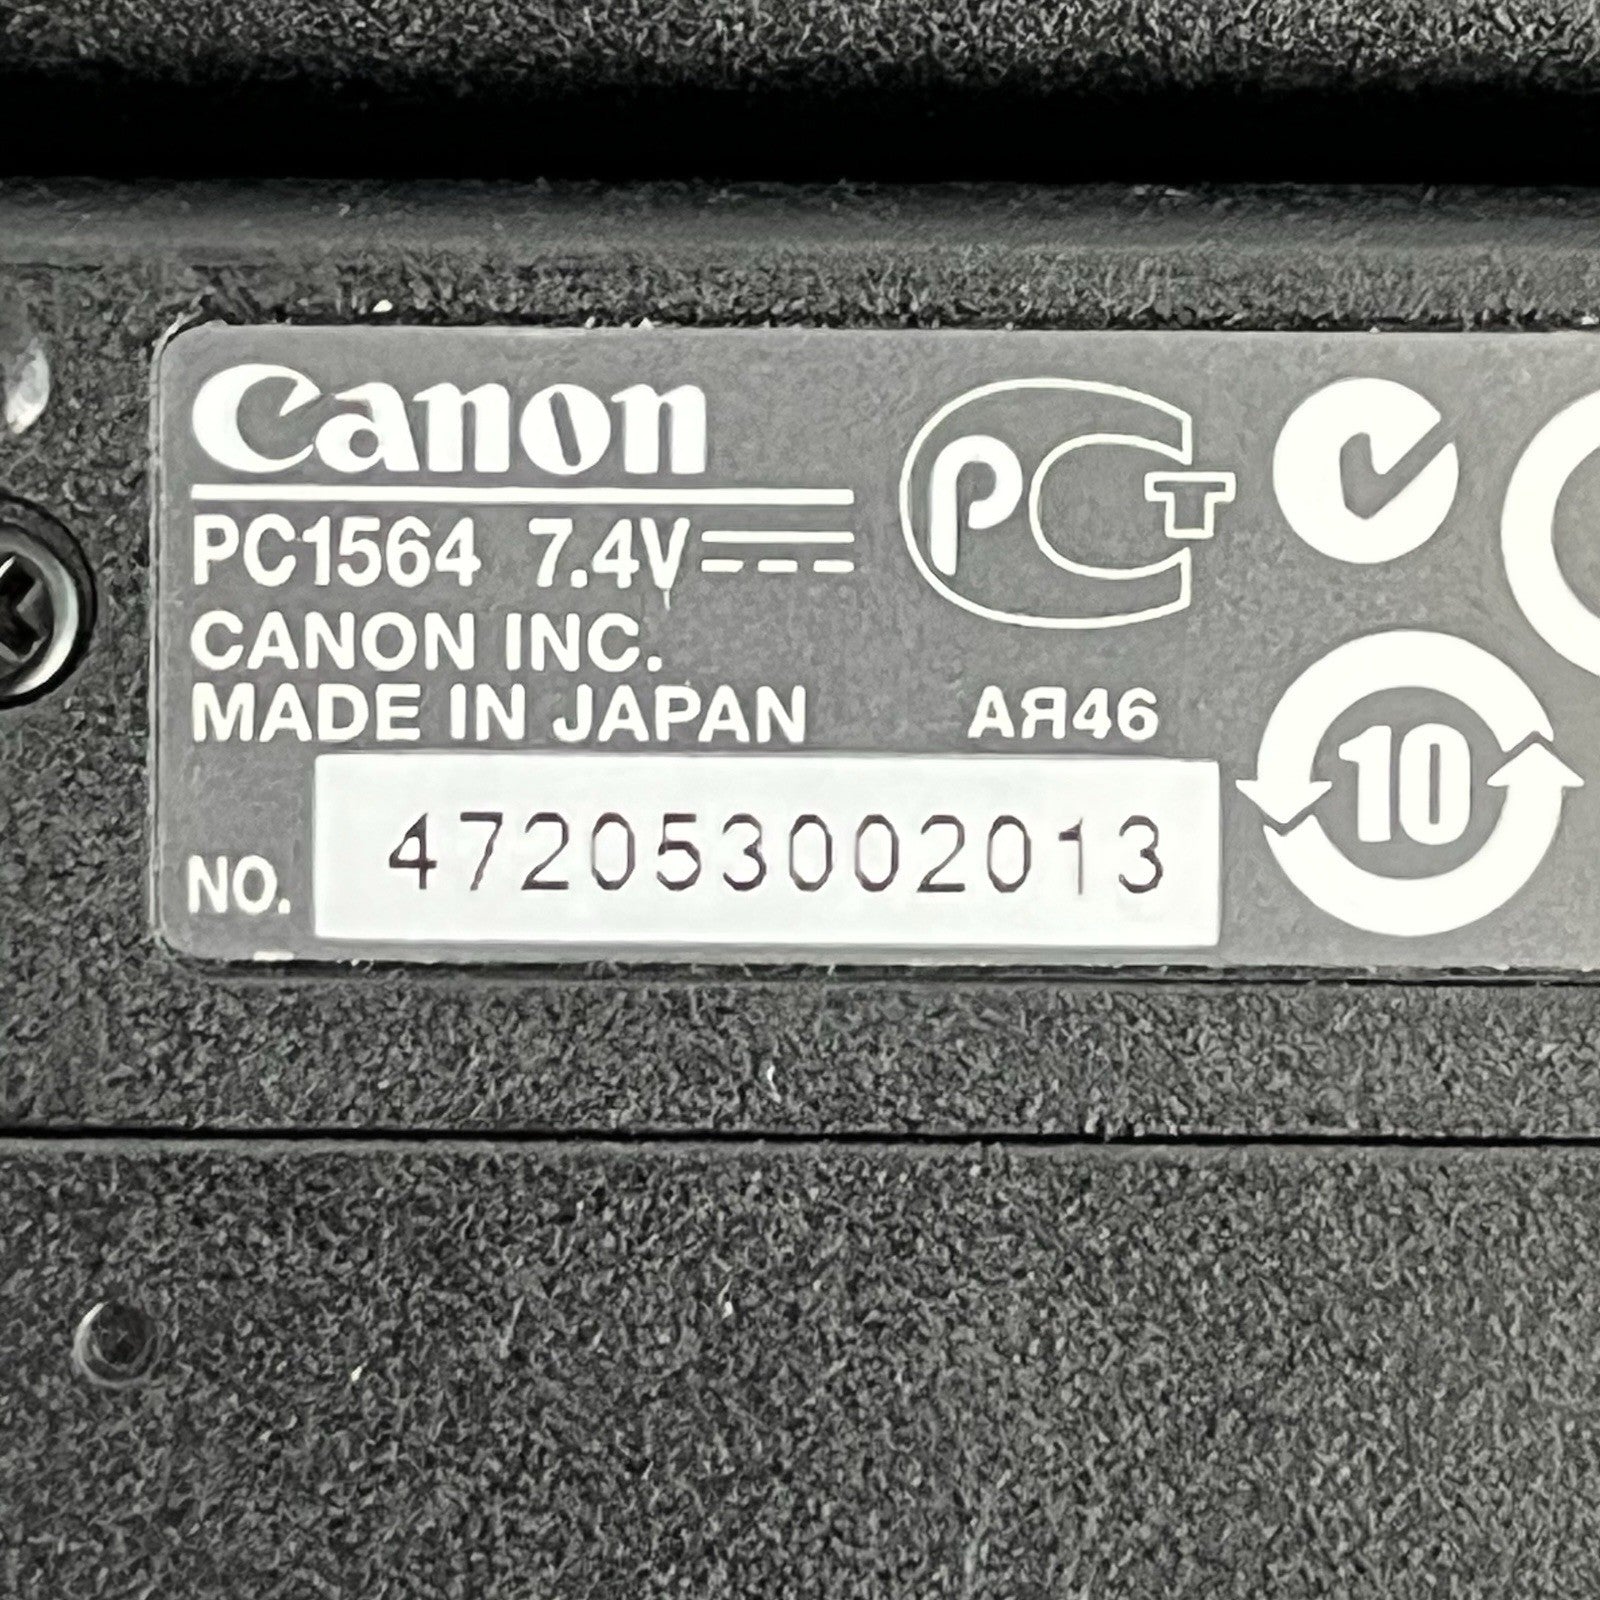 Canon
PC1564 7.4V
CANON INC.
MADE IN JAPAN
NO. 472053002013
РСТ
АЯ46
10